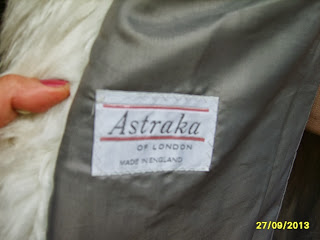 Astraka
OF LONDON
MADE IN ENGLAND
27/09/2013